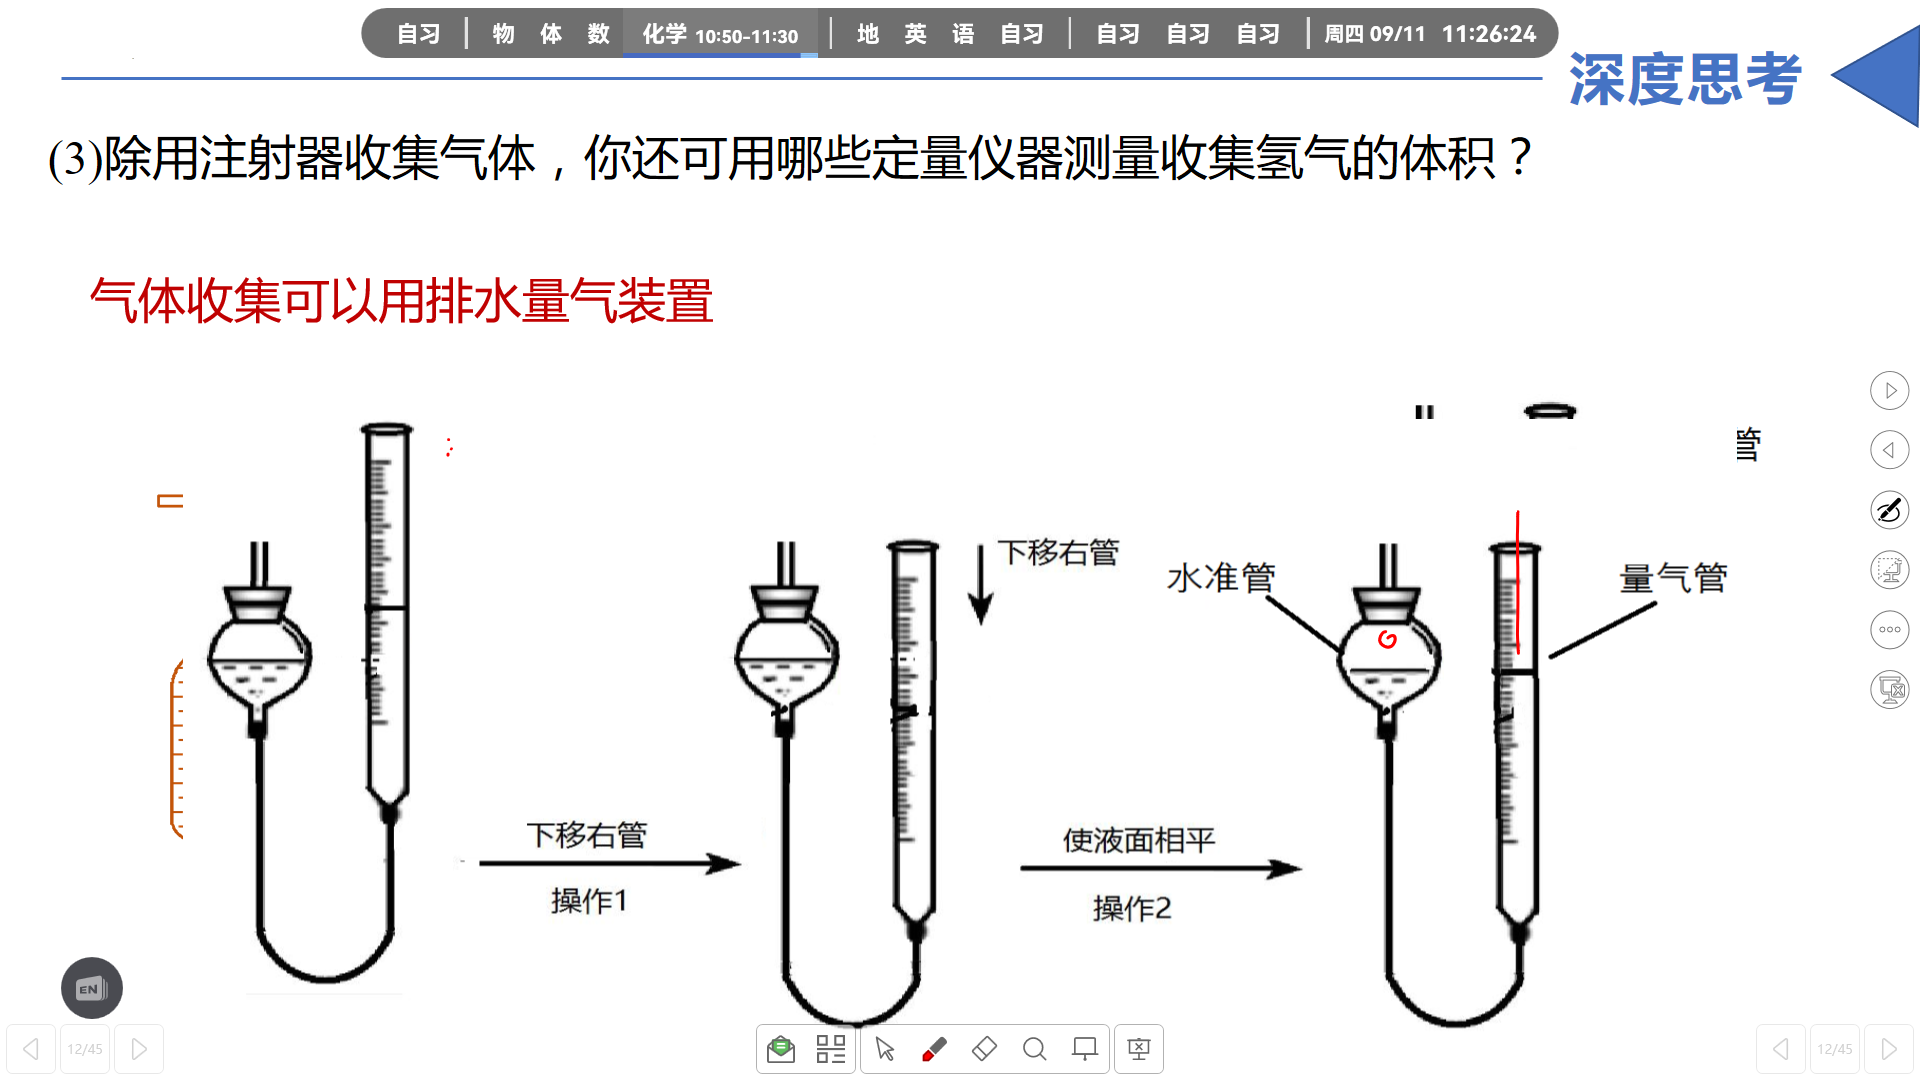 自习 | 物 体 数 化学 10:50-11:30 | 地 英 语 自习 | 自习 自习 自习 | 周四 09/11 11:26:24
深度思考
(3)除用注射器收集气体，你还可用哪些定量仪器测量收集氢气的体积？
气体收集可以用排水量气装置
管
下移右管
水准管
量气管
G
下移右管
操作1
使液面相平
操作2
EN
12/45
12/45